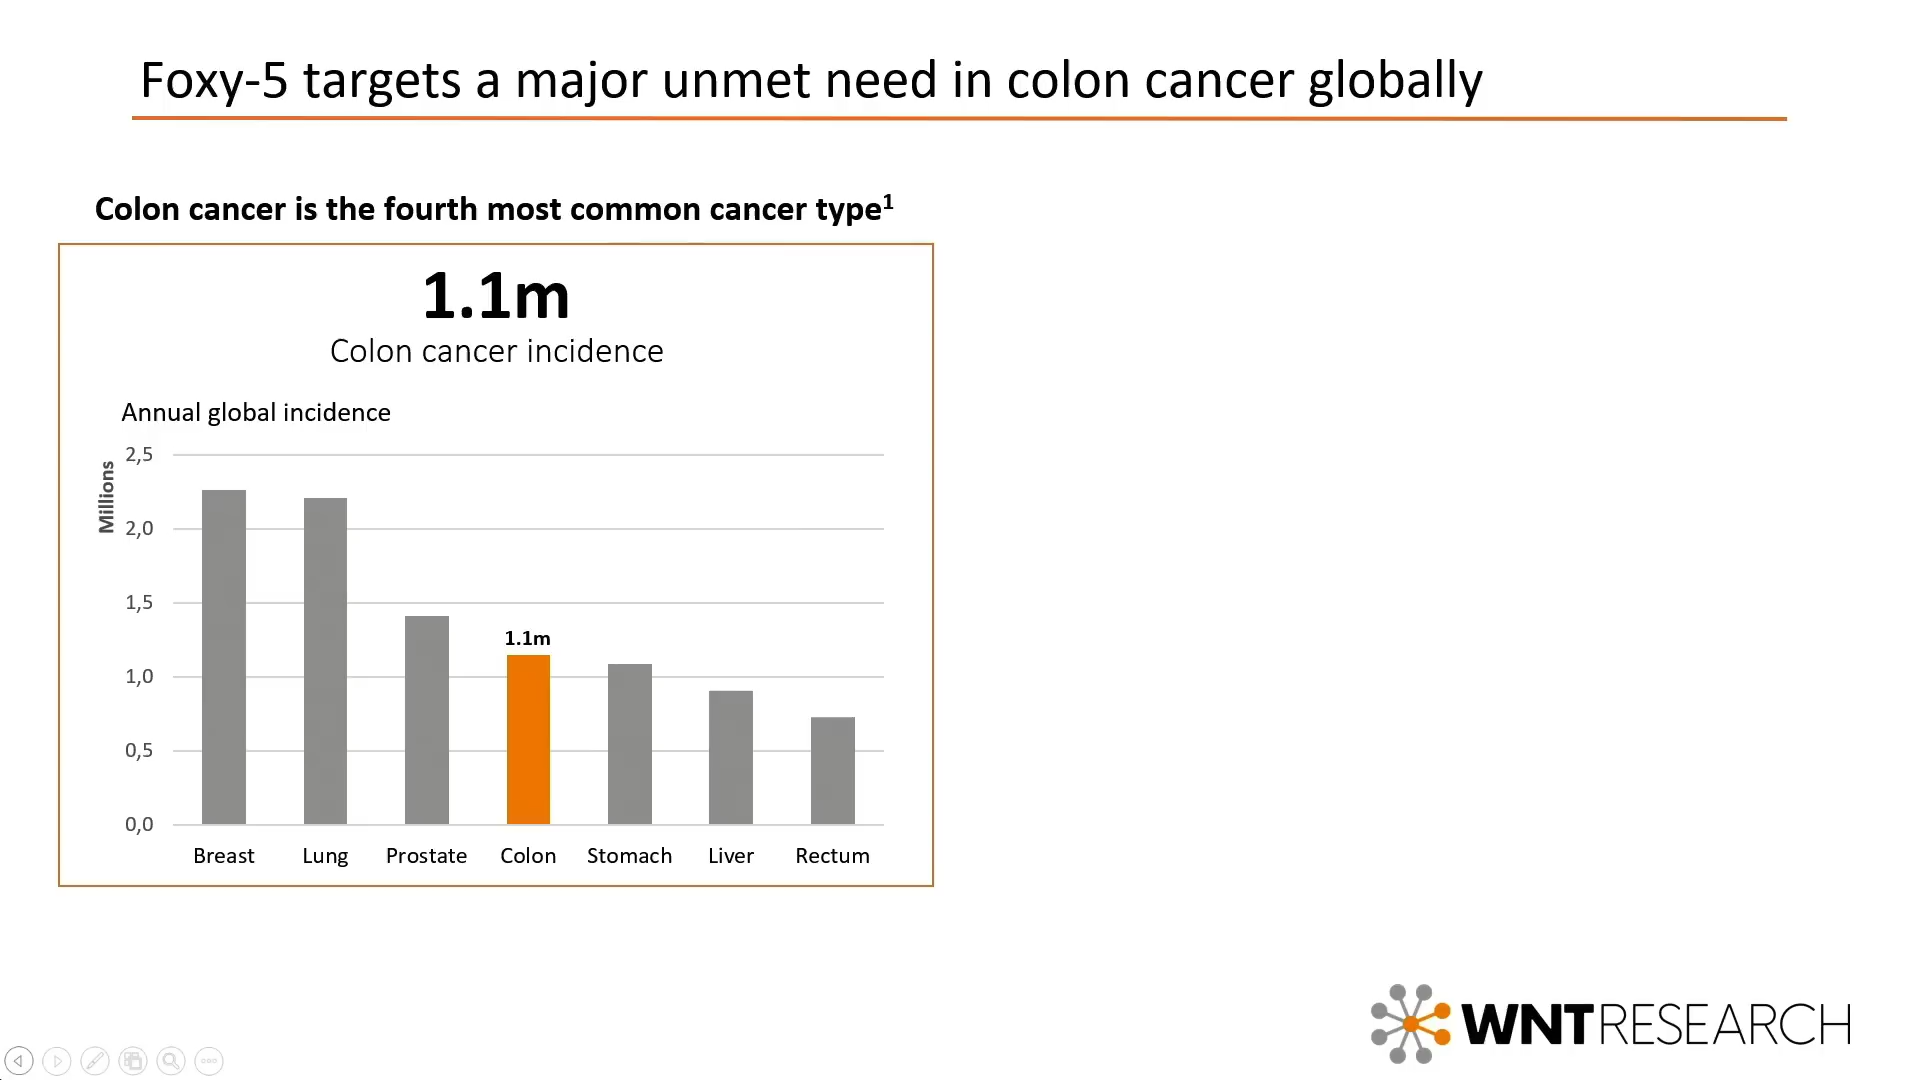 Foxy-5 targets a major unmet need in colon cancer globally
Colon cancer is the fourth most common cancer type¹
1.1m
Colon cancer incidence
Annual global incidence
Millions
2,5
2,0
1,5
1,0
0,5
0,0
1.1m
Breast Lung Prostate Colon Stomach Liver Rectum
WNTRESEARCH